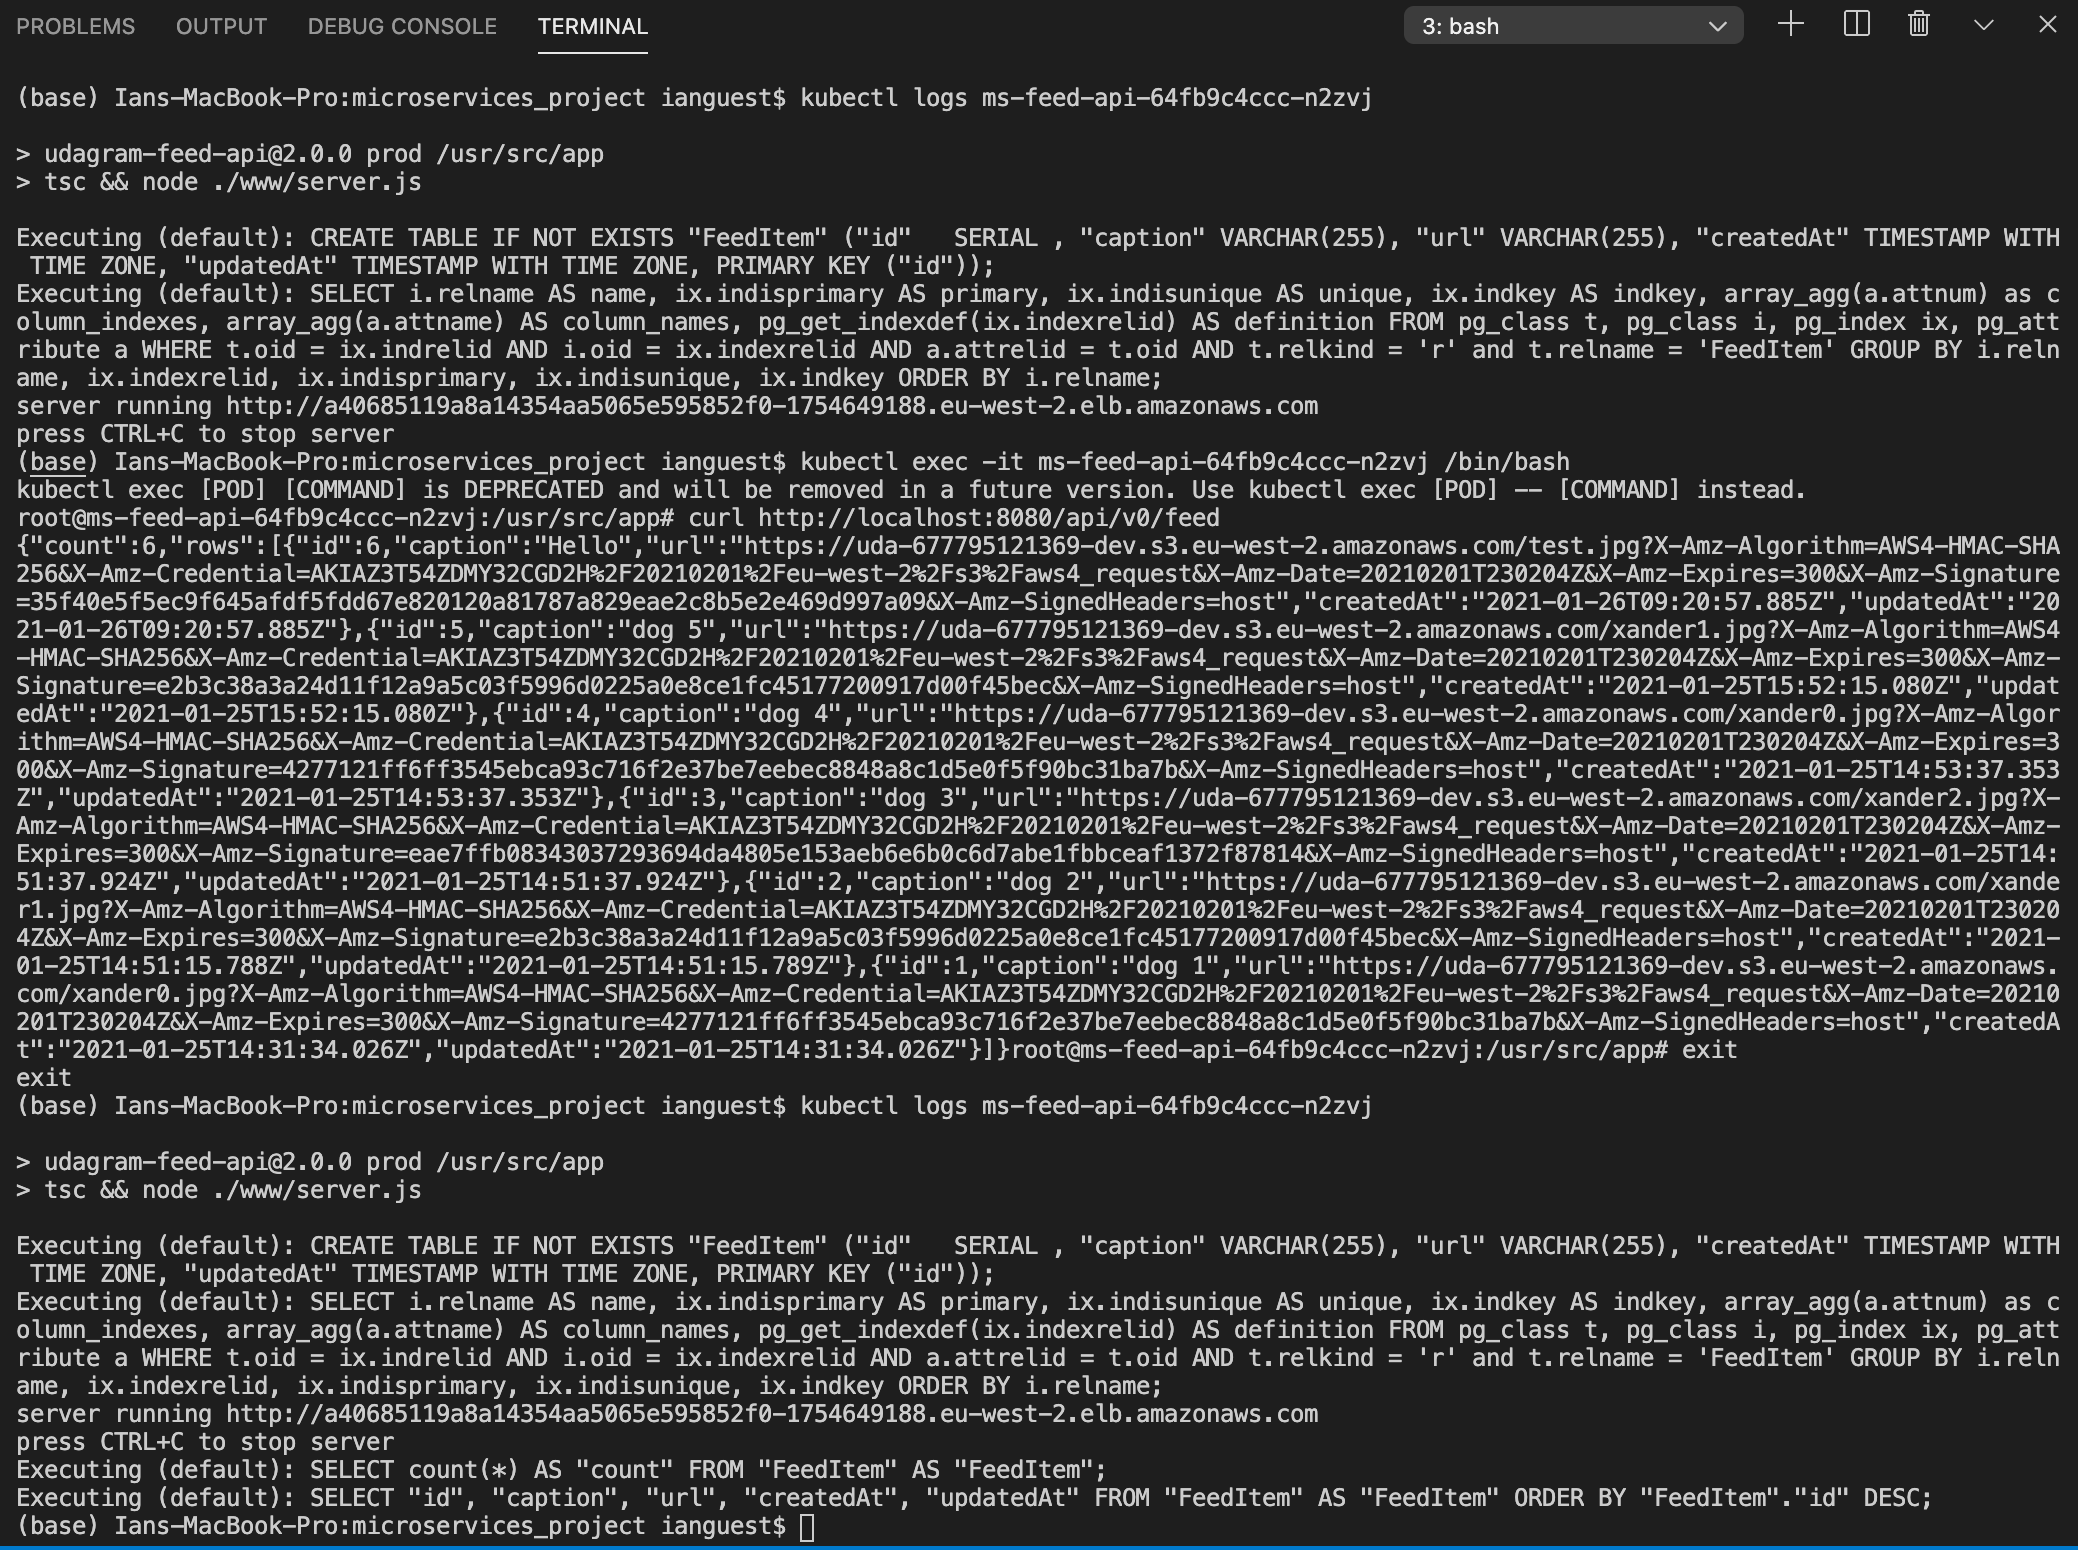 PROBLEMS OUTPUT DEBUG CONSOLE TERMINAL 3: bash
(base) Ians-MacBook-Pro:microservices_project ianguest$ kubectl logs ms-feed-api-64fb9c4ccc-n2zvj
> udagram-feed-api@2.0.0 prod /usr/src/app
> tsc && node ./www/server.js
Executing (default): CREATE TABLE IF NOT EXISTS "FeedItem" ("id"   SERIAL , "caption" VARCHAR(255), "url" VARCHAR(255), "createdAt" TIMESTAMP WITH
 TIME ZONE, "updatedAt" TIMESTAMP WITH TIME ZONE, PRIMARY KEY ("id"));
Executing (default): SELECT i.relname AS name, ix.indisprimary AS primary, ix.indisunique AS unique, ix.indkey AS indkey, array_agg(a.attnum) as c
olumn_indexes, array_agg(a.attname) AS column_names, pg_get_indexdef(ix.indexrelid) AS definition FROM pg_class t, pg_class i, pg_index ix, pg_att
ribute a WHERE t.oid = ix.indrelid AND i.oid = ix.indexrelid AND a.attrelid = t.oid AND t.relkind = 'r' and t.relname = 'FeedItem' GROUP BY i.reln
ame, ix.indexrelid, ix.indisprimary, ix.indisunique, ix.indkey ORDER BY i.relname;
server running http://a40685119a8a14354aa5065e595852f0-1754649188.eu-west-2.elb.amazonaws.com
press CTRL+C to stop server
(base) Ians-MacBook-Pro:microservices_project ianguest$ kubectl exec -it ms-feed-api-64fb9c4ccc-n2zvj /bin/bash
kubectl exec [POD] [COMMAND] is DEPRECATED and will be removed in a future version. Use kubectl exec [POD] -- [COMMAND] instead.
root@ms-feed-api-64fb9c4ccc-n2zvj:/usr/src/app# curl http://localhost:8080/api/v0/feed
{"count":6,"rows":[{"id":6,"caption":"Hello","url":"https://uda-677795121369-dev.s3.eu-west-2.amazonaws.com/test.jpg?X-Amz-Algorithm=AWS4-HMAC-SHA
256&X-Amz-Credential=AKIAZ3T54ZDMY32CGD2H%2F20210201%2Feu-west-2%2Fs3%2Faws4_request&X-Amz-Date=20210201T230204Z&X-Amz-Expires=300&X-Amz-Signature
=35f40e5f5ec9f645afdf5fdd67e820120a81787a829eae2c8b5e2e469d997a09&X-Amz-SignedHeaders=host","createdAt":"2021-01-26T09:20:57.885Z","updatedAt":"20
21-01-26T09:20:57.885Z"},{"id":5,"caption":"dog 5","url":"https://uda-677795121369-dev.s3.eu-west-2.amazonaws.com/xander1.jpg?X-Amz-Algorithm=AWS4
-HMAC-SHA256&X-Amz-Credential=AKIAZ3T54ZDMY32CGD2H%2F20210201%2Feu-west-2%2Fs3%2Faws4_request&X-Amz-Date=20210201T230204Z&X-Amz-Expires=300&X-Amz-
Signature=e2b3c38a3a24d11f12a9a5c03f5996d0225a0e8ce1fc45177200917d00f45bec&X-Amz-SignedHeaders=host","createdAt":"2021-01-25T15:52:15.080Z","updat
edAt":"2021-01-25T15:52:15.080Z"},{"id":4,"caption":"dog 4","url":"https://uda-677795121369-dev.s3.eu-west-2.amazonaws.com/xander0.jpg?X-Amz-Algor
ithm=AWS4-HMAC-SHA256&X-Amz-Credential=AKIAZ3T54ZDMY32CGD2H%2F20210201%2Feu-west-2%2Fs3%2Faws4_request&X-Amz-Date=20210201T230204Z&X-Amz-Expires=3
00&X-Amz-Signature=4277121ff6ff3545ebca93c716f2e37be7eebec8848a8c1d5e0f5f90bc31ba7b&X-Amz-SignedHeaders=host","createdAt":"2021-01-25T14:53:37.353
Z","updatedAt":"2021-01-25T14:53:37.353Z"},{"id":3,"caption":"dog 3","url":"https://uda-677795121369-dev.s3.eu-west-2.amazonaws.com/xander2.jpg?X-
Amz-Algorithm=AWS4-HMAC-SHA256&X-Amz-Credential=AKIAZ3T54ZDMY32CGD2H%2F20210201%2Feu-west-2%2Fs3%2Faws4_request&X-Amz-Date=20210201T230204Z&X-Amz-
Expires=300&X-Amz-Signature=eae7ffb08343037293694da4805e153aeb6e6b0c6d7abe1fbbceaf1372f87814&X-Amz-SignedHeaders=host","createdAt":"2021-01-25T14:
51:37.924Z","updatedAt":"2021-01-25T14:51:37.924Z"},{"id":2,"caption":"dog 2","url":"https://uda-677795121369-dev.s3.eu-west-2.amazonaws.com/xande
r1.jpg?X-Amz-Algorithm=AWS4-HMAC-SHA256&X-Amz-Credential=AKIAZ3T54ZDMY32CGD2H%2F20210201%2Feu-west-2%2Fs3%2Faws4_request&X-Amz-Date=20210201T23020
4Z&X-Amz-Expires=300&X-Amz-Signature=e2b3c38a3a24d11f12a9a5c03f5996d0225a0e8ce1fc45177200917d00f45bec&X-Amz-SignedHeaders=host","createdAt":"2021-
01-25T14:51:15.788Z","updatedAt":"2021-01-25T14:51:15.789Z"},{"id":1,"caption":"dog 1","url":"https://uda-677795121369-dev.s3.eu-west-2.amazonaws.
com/xander0.jpg?X-Amz-Algorithm=AWS4-HMAC-SHA256&X-Amz-Credential=AKIAZ3T54ZDMY32CGD2H%2F20210201%2Feu-west-2%2Fs3%2Faws4_request&X-Amz-Date=20210
201T230204Z&X-Amz-Expires=300&X-Amz-Signature=4277121ff6ff3545ebca93c716f2e37be7eebec8848a8c1d5e0f5f90bc31ba7b&X-Amz-SignedHeaders=host","createdA
t":"2021-01-25T14:31:34.026Z","updatedAt":"2021-01-25T14:31:34.026Z"}]}root@ms-feed-api-64fb9c4ccc-n2zvj:/usr/src/app# exit
exit
(base) Ians-MacBook-Pro:microservices_project ianguest$ kubectl logs ms-feed-api-64fb9c4ccc-n2zvj
> udagram-feed-api@2.0.0 prod /usr/src/app
> tsc && node ./www/server.js
Executing (default): CREATE TABLE IF NOT EXISTS "FeedItem" ("id"   SERIAL , "caption" VARCHAR(255), "url" VARCHAR(255), "createdAt" TIMESTAMP WITH
 TIME ZONE, "updatedAt" TIMESTAMP WITH TIME ZONE, PRIMARY KEY ("id"));
Executing (default): SELECT i.relname AS name, ix.indisprimary AS primary, ix.indisunique AS unique, ix.indkey AS indkey, array_agg(a.attnum) as c
olumn_indexes, array_agg(a.attname) AS column_names, pg_get_indexdef(ix.indexrelid) AS definition FROM pg_class t, pg_class i, pg_index ix, pg_att
ribute a WHERE t.oid = ix.indrelid AND i.oid = ix.indexrelid AND a.attrelid = t.oid AND t.relkind = 'r' and t.relname = 'FeedItem' GROUP BY i.reln
ame, ix.indexrelid, ix.indisprimary, ix.indisunique, ix.indkey ORDER BY i.relname;
server running http://a40685119a8a14354aa5065e595852f0-1754649188.eu-west-2.elb.amazonaws.com
press CTRL+C to stop server
Executing (default): SELECT count(*) AS "count" FROM "FeedItem" AS "FeedItem";
Executing (default): SELECT "id", "caption", "url", "createdAt", "updatedAt" FROM "FeedItem" AS "FeedItem" ORDER BY "FeedItem"."id" DESC;
(base) Ians-MacBook-Pro:microservices_project ianguest$